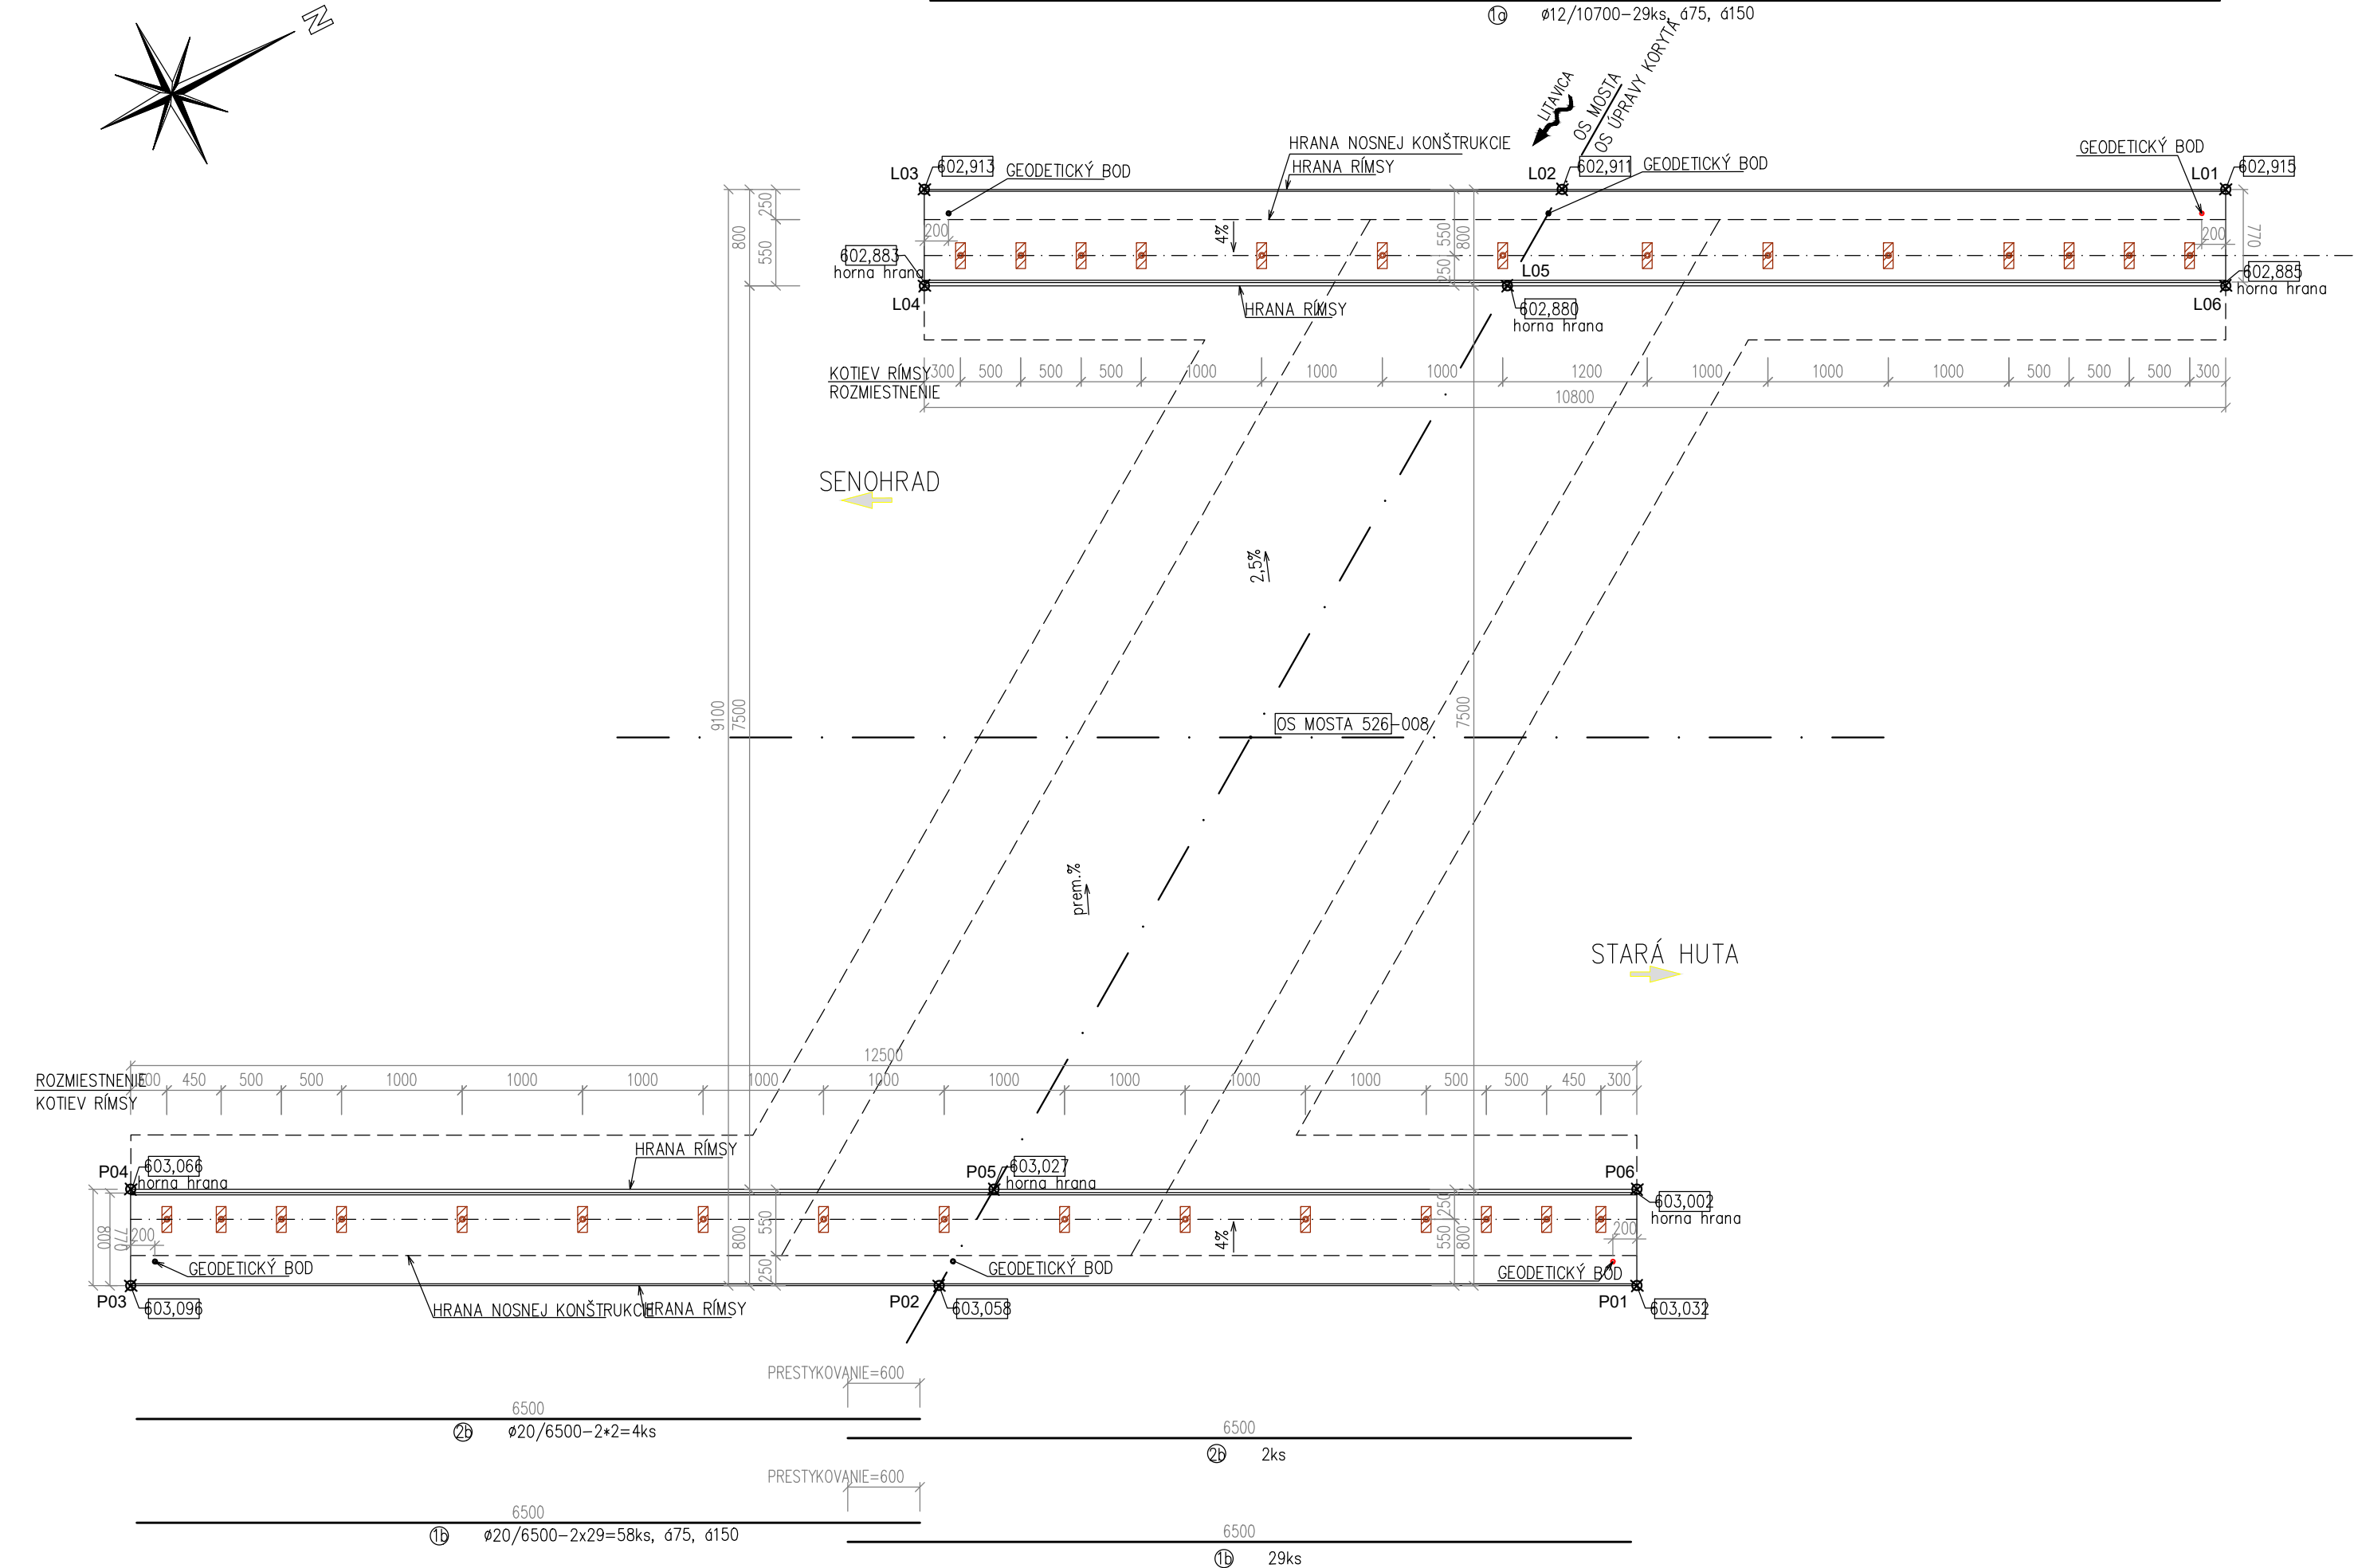 N
1a ø12/10700-29ks, á75, á150
LITAVICA
OS MOSTA
OS ÚPRAVY KORYTA
HRANA NOSNEJ KONŠTRUKCIE
HRANA RÍMSY
L03
602,913
GEODETICKÝ BOD
L02
602,911
GEODETICKÝ BOD
GEODETICKÝ BOD
L01
602,915
250
800
550
200
4%
550
800
250
200
770
602,883
horna hrana
L04
L05
602,880
horna hrana
602,885
horna hrana
L06
HRANA RÍMSY
KOTIEV RÍMSY
ROZMIESTNENIE
300 500 500 500 1000 1000 1000 1200 1000 1000 1000 500 500 500 300
10800
SENOHRAD
2,5%
9100
7500
7500
OS MOSTA 526-008
prem.%
STARÁ HUTA
12500
ROZMIESTNENIE
KOTIEV RÍMSY
300 450 500 500 1000 1000 1000 1000 1000 1000 1000 1000 1000 500 500 450 300
HRANA RÍMSY
P04
603,066
horna hrana
P05
603,027
horna hrana
P06
603,002
horna hrana
800
770
200
800
550
250
4%
250
550
800
200
GEODETICKÝ BOD
GEODETICKÝ BOD
GEODETICKÝ BOD
P03
603,096
HRANA NOSNEJ KONŠTRUKCIE
HRANA RÍMSY
P02
603,058
P01
603,032
PRESTYKOVANIE=600
6500
2b ø20/6500-2*2=4ks
6500
2b 2ks
PRESTYKOVANIE=600
6500
1b ø20/6500-2x29=58ks, á75, á150
6500
1b 29ks